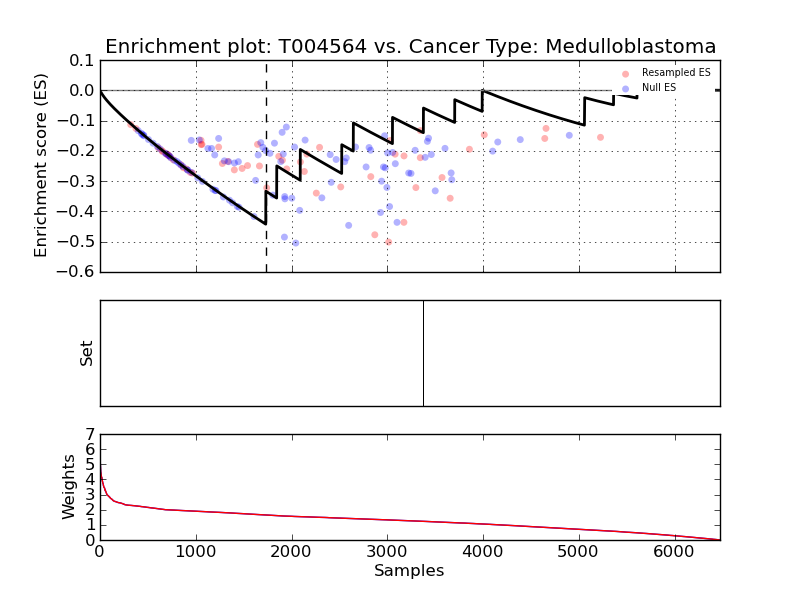 Enrichment plot: T004564 vs. Cancer Type: Medulloblastoma
0.1
0.0
−0.1
−0.2
−0.3
−0.4
−0.5
−0.6
Enrichment score (ES)
Resampled ES
Null ES
Set
7
6
5
4
3
2
1
0
Weights
0 1000 2000 3000 4000 5000 6000
Samples